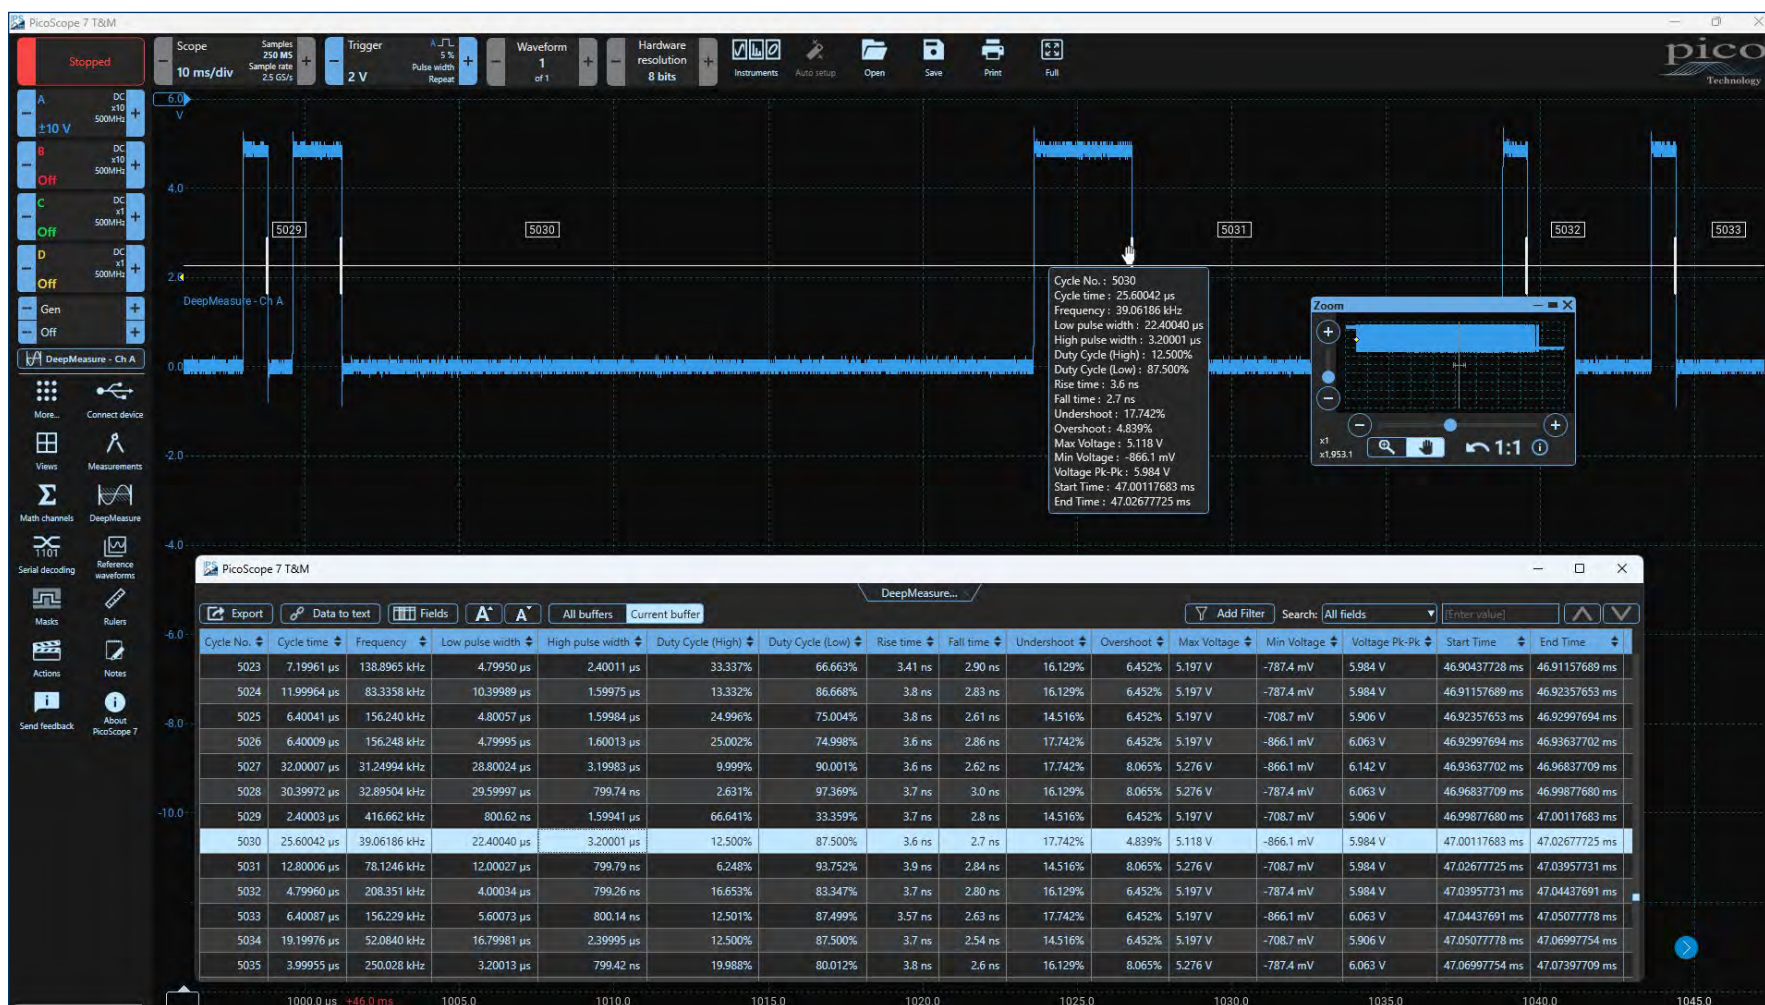 PicoScope 7 T&M
Stopped
Scope
10 ms/div
Samples
250 MS
Sample rate
2.5 GS/s
Trigger
2 V
A
5 %
Pulse width
Repeat
Waveform
1
of 1
Hardware
resolution
8 bits
Instruments
Auto setup
Open
Save
Print
Full
pico
Technology
A
±10 V
DC
x10
500MHz
B
Off
DC
x10
500MHz
C
Off
DC
x1
500MHz
D
Off
DC
x1
500MHz
Gen
Off
DeepMeasure - Ch A
More...
Connect device
Views
Measurements
Math channels
DeepMeasure
1101
Serial decoding
Reference
waveforms
Masks
Rulers
Actions
Notes
Send feedback
About
PicoScope 7
6.0
V
4.0
2.0
0.0
-2.0
-4.0
-6.0
-8.0
-10.0
5029
5030
5031
5032
5033
DeepMeasure - Ch A
Cycle No. : 5030
Cycle time : 25.60042 µs
Frequency : 39.06186 kHz
Low pulse width : 22.40040 µs
High pulse width : 3.20001 µs
Duty Cycle (High) : 12.500%
Duty Cycle (Low) : 87.500%
Rise time : 3.6 ns
Fall time : 2.7 ns
Undershoot : 17.742%
Overshoot : 4.839%
Max Voltage : 5.118 V
Min Voltage : -866.1 mV
Voltage Pk-Pk : 5.984 V
Start Time : 47.00117683 ms
End Time : 47.02677725 ms
Zoom
x1
x1,953.1
1:1
PicoScope 7 T&M
DeepMeasure...
Export
Data to text
Fields
A
A
All buffers
Current buffer
Add Filter
Search:
All fields
[Enter value]
Cycle No. Cycle time Frequency Low pulse width High pulse width Duty Cycle (High) Duty Cycle (Low) Rise time Fall time Undershoot Overshoot Max Voltage Min Voltage Voltage Pk-Pk Start Time End Time
5023 7.19961 µs 138.8965 kHz 4.79950 µs 2.40011 µs 33.337% 66.663% 3.41 ns 2.90 ns 16.129% 6.452% 5.197 V -787.4 mV 5.984 V 46.90437728 ms 46.91157689 ms
5024 11.99964 µs 83.3358 kHz 10.39989 µs 1.59975 µs 13.332% 86.668% 3.8 ns 2.83 ns 16.129% 6.452% 5.197 V -787.4 mV 5.984 V 46.91157689 ms 46.92357653 ms
5025 6.40041 µs 156.240 kHz 4.80057 µs 1.59984 µs 24.996% 75.004% 3.8 ns 2.61 ns 14.516% 6.452% 5.197 V -708.7 mV 5.906 V 46.92357653 ms 46.92997694 ms
5026 6.40009 µs 156.248 kHz 4.79995 µs 1.60013 µs 25.002% 74.998% 3.6 ns 2.86 ns 17.742% 6.452% 5.197 V -866.1 mV 6.063 V 46.92997694 ms 46.93637702 ms
5027 32.00007 µs 31.24994 kHz 28.80024 µs 3.19983 µs 9.999% 90.001% 3.6 ns 2.62 ns 17.742% 8.065% 5.276 V -866.1 mV 6.142 V 46.93637702 ms 46.96837709 ms
5028 30.39972 µs 32.89504 kHz 29.59997 µs 799.74 ns 2.631% 97.369% 3.7 ns 3.0 ns 16.129% 8.065% 5.276 V -787.4 mV 6.063 V 46.96837709 ms 46.99877680 ms
5029 2.40003 µs 416.662 kHz 800.62 ns 1.59941 µs 66.641% 33.359% 3.7 ns 2.8 ns 14.516% 6.452% 5.197 V -708.7 mV 5.906 V 46.99877680 ms 47.00117683 ms
5030 25.60042 µs 39.06186 kHz 22.40040 µs 3.20001 µs 12.500% 87.500% 3.6 ns 2.7 ns 17.742% 4.839% 5.118 V -866.1 mV 5.984 V 47.00117683 ms 47.02677725 ms
5031 12.80006 µs 78.1246 kHz 12.00027 µs 799.79 ns 6.248% 93.752% 3.9 ns 2.84 ns 14.516% 8.065% 5.276 V -708.7 mV 5.984 V 47.02677725 ms 47.03957731 ms
5032 4.79960 µs 208.351 kHz 4.00034 µs 799.26 ns 16.653% 83.347% 3.7 ns 2.80 ns 16.129% 6.452% 5.197 V -787.4 mV 5.984 V 47.03957731 ms 47.04437691 ms
5033 6.40087 µs 156.229 kHz 5.60073 µs 800.14 ns 12.501% 87.499% 3.57 ns 2.63 ns 17.742% 6.452% 5.197 V -866.1 mV 6.063 V 47.04437691 ms 47.05077778 ms
5034 19.19976 µs 52.0840 kHz 16.79981 µs 2.39995 µs 12.500% 87.500% 3.7 ns 2.54 ns 14.516% 6.452% 5.197 V -708.7 mV 5.906 V 47.05077778 ms 47.06997754 ms
5035 3.99955 µs 250.028 kHz 3.20013 µs 799.42 ns 19.988% 80.012% 3.8 ns 2.6 ns 16.129% 8.065% 5.276 V -787.4 mV 6.063 V 47.06997754 ms 47.07397709 ms
1000.0 µs +46.0 ms 1005.0 1010.0 1015.0 1020.0 1025.0 1030.0 1035.0 1040.0 1045.0